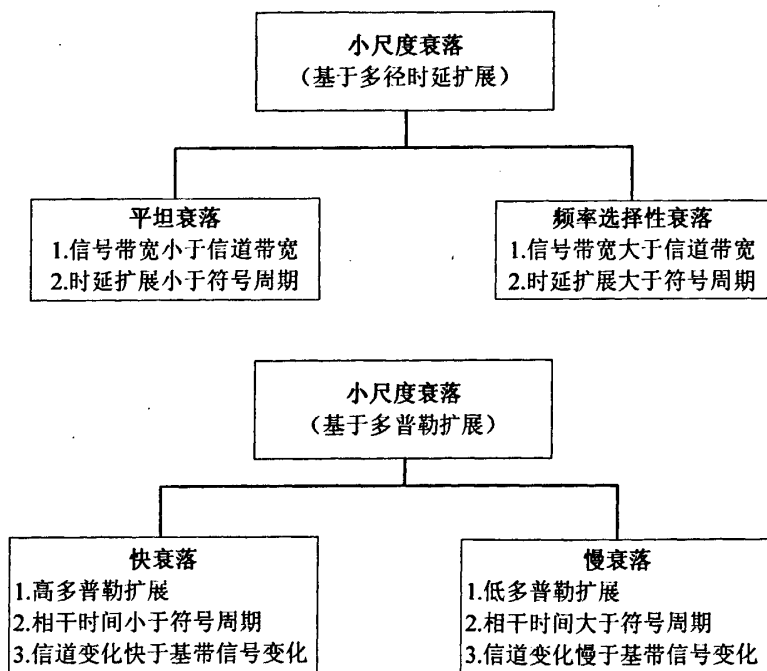 小尺度衰落
（基于多径时延扩展）
平坦衰落
1.信号带宽小于信道带宽
2.时延扩展小于符号周期
频率选择性衰落
1.信号带宽大于信道带宽
2.时延扩展大于符号周期
小尺度衰落
（基于多普勒扩展）
快衰落
1.高多普勒扩展
2.相干时间小于符号周期
3.信道变化快于基带信号变化
慢衰落
1.低多普勒扩展
2.相干时间大于符号周期
3.信道变化慢于基带信号变化